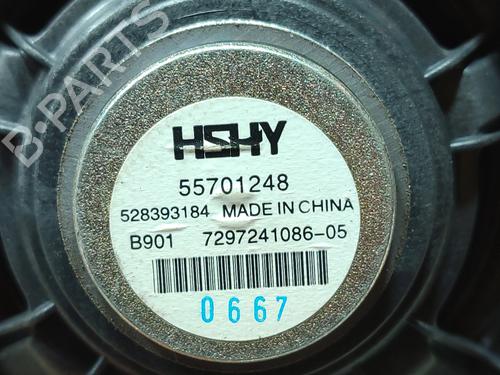 B-PARTS
HSHY
55701248
528393184 MADE IN CHINA
B901 7297241086-05
0667